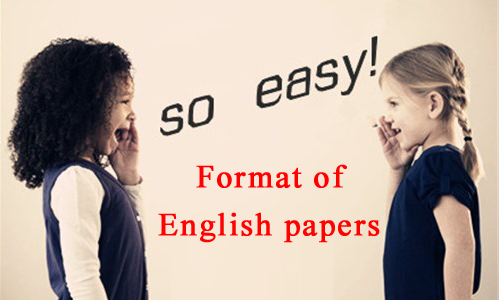 so easy!
Format of
English papers